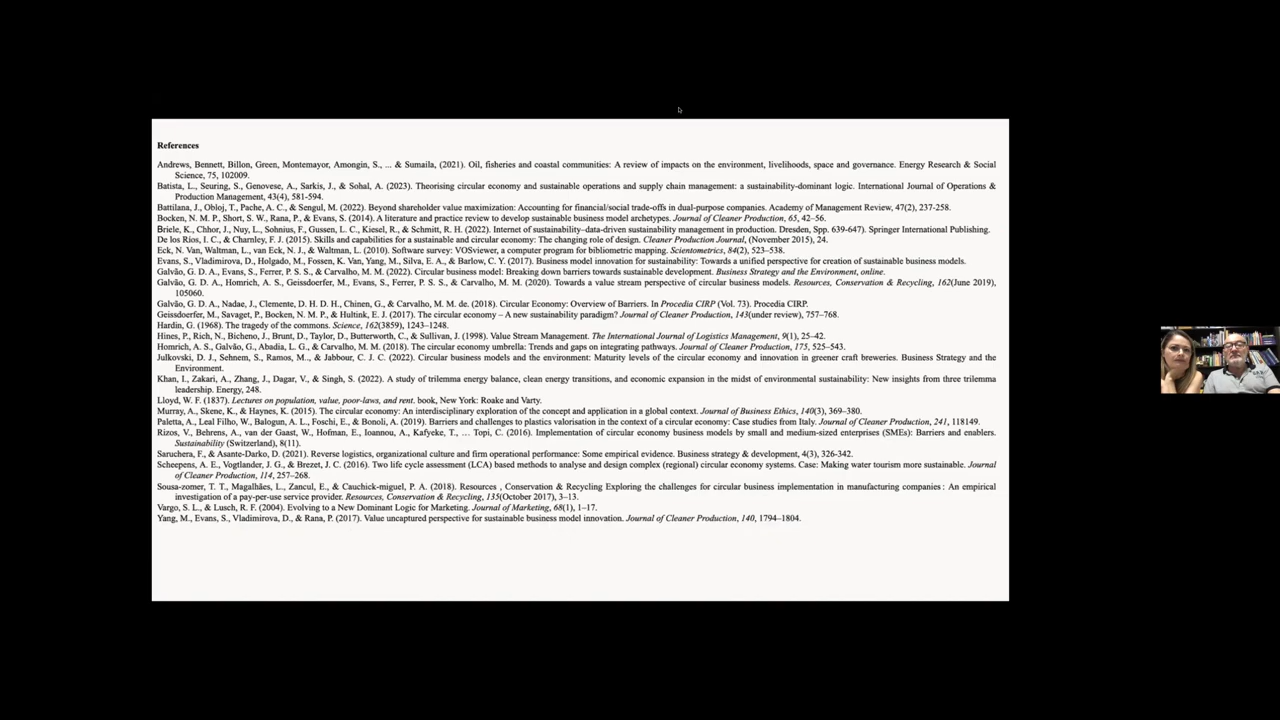 References
Andrews, Bennett, Billon, Green, Montemayor, Amongin, S., ... & Sumaila, (2021). Oil, fisheries and coastal communities: A review of impacts on the environment, livelihoods, space and governance. Energy Research & Social
Science, 75, 102009.
Batista, L., Seuring, S., Genovese, A., Sarkis, J., & Sohal, A. (2023). Theorising circular economy and sustainable operations and supply chain management: a sustainability-dominant logic. International Journal of Operations &
Production Management, 43(4), 581-594.
Battilana, J., Obloj, T., Pache, A. C., & Sengul, M. (2022). Beyond shareholder value maximization: Accounting for financial/social trade-offs in dual-purpose companies. Academy of Management Review, 47(2), 237-258.
Bocken, N. M. P., Short, S. W., Rana, P., & Evans, S. (2014). A literature and practice review to develop sustainable business model archetypes. Journal of Cleaner Production, 65, 42–56.
Briele, K., Chhor, J., Nuy, L., Sohnius, F., Gussen, L. C., Kiesel, R., & Schmitt, R. H. (2022). Internet of sustainability–data-driven sustainability management in production. Dresden, Spp. 639-647). Springer International Publishing.
De los Rios, I. C., & Charnley, F. J. (2015). Skills and capabilities for a sustainable and circular economy: The changing role of design. Cleaner Production Journal, (November 2015), 24.
Eck, N. Van, Waltman, L., van Eck, N. J., & Waltman, L. (2010). Software survey: VOSviewer, a computer program for bibliometric mapping. Scientometrics, 84(2), 523–538.
Evans, S., Vladimirova, D., Holgado, M., Fossen, K. Van, Yang, M., Silva, E. A., & Barlow, C. Y. (2017). Business model innovation for sustainability: Towards a unified perspective for creation of sustainable business models.
Galvão, G. D. A., Evans, S., Ferrer, P. S. S., & Carvalho, M. M. (2022). Circular business model: Breaking down barriers towards sustainable development. Business Strategy and the Environment, online.
Galvão, G. D. A., Homrich, A. S., Geissdoerfer, M., Evans, S., Ferrer, P. S. S., & Carvalho, M. M. (2020). Towards a value stream perspective of circular business models. Resources, Conservation & Recycling, 162(June 2019),
105060.
Galvão, G. D. A., Nadae, J., Clemente, D. H. D. H., Chinen, G., & Carvalho, M. M. de. (2018). Circular Economy: Overview of Barriers. In Procedia CIRP (Vol. 73). Procedia CIRP.
Geissdoerfer, M., Savaget, P., Bocken, N. M. P., & Hultink, E. J. (2017). The circular economy – A new sustainability paradigm? Journal of Cleaner Production, 143(under review), 757–768.
Hardin, G. (1968). The tragedy of the commons. Science, 162(3859), 1243–1248.
Hines, P., Rich, N., Bicheno, J., Brunt, D., Taylor, D., Butterworth, C., & Sullivan, J. (1998). Value Stream Management. The International Journal of Logistics Management, 9(1), 25–42.
Homrich, A. S., Galvão, G., Abadia, L. G., & Carvalho, M. M. (2018). The circular economy umbrella: Trends and gaps on integrating pathways. Journal of Cleaner Production, 175, 525–543.
Julkovski, D. J., Sehnem, S., Ramos, M., & Jabbour, C. J. C. (2022). Circular business models and the environment: Maturity levels of the circular economy and innovation in greener craft breweries. Business Strategy and the
Environment.
Khan, I., Zakari, A., Zhang, J., Dagar, V., & Singh, S. (2022). A study of trilemma energy balance, clean energy transitions, and economic expansion in the midst of environmental sustainability: New insights from three trilemma
leadership. Energy, 248.
Lloyd, W. F. (1837). Lectures on population, value, poor-laws, and rent. book, New York: Roake and Varty.
Murray, A., Skene, K., & Haynes, K. (2015). The circular economy: An interdisciplinary exploration of the concept and application in a global context. Journal of Business Ethics, 140(3), 369–380.
Paletta, A., Leal Filho, W., Balogun, A. L., Foschi, E., & Bonoli, A. (2019). Barriers and challenges to plastics valorisation in the context of a circular economy: Case studies from Italy. Journal of Cleaner Production, 241, 118149.
Rizos, V., Behrens, A., van der Gaast, W., Hofman, E., Ioannou, A., Kafyeke, T., … Topi, C. (2016). Implementation of circular economy business models by small and medium-sized enterprises (SMEs): Barriers and enablers.
Sustainability (Switzerland), 8(11).
Saruchera, F., & Asante-Darko, D. (2021). Reverse logistics, organizational culture and firm operational performance: Some empirical evidence. Business strategy & development, 4(3), 326-342.
Scheepens, A. E., Vogtlander, J. G., & Brezet, J. C. (2016). Two life cycle assessment (LCA) based methods to analyse and design complex (regional) circular economy systems. Case: Making water tourism more sustainable. Journal
of Cleaner Production, 114, 257–268.
Sousa-zomer, T. T., Magalhães, L., Zancul, E., & Cauchick-miguel, P. A. (2018). Resources , Conservation & Recycling Exploring the challenges for circular business implementation in manufacturing companies : An empirical
investigation of a pay-per-use service provider. Resources, Conservation & Recycling, 135(October 2017), 3–13.
Vargo, S. L., & Lusch, R. F. (2004). Evolving to a New Dominant Logic for Marketing. Journal of Marketing, 68(1), 1–17.
Yang, M., Evans, S., Vladimirova, D., & Rana, P. (2017). Value uncaptured perspective for sustainable business model innovation. Journal of Cleaner Production, 140, 1794–1804.